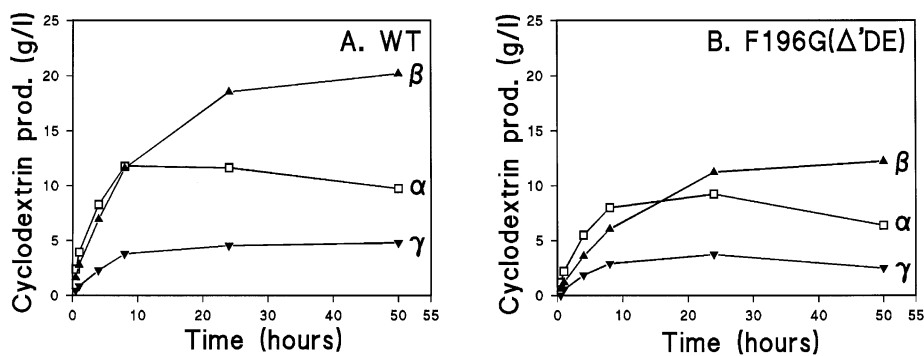 A. WT
Cyclodextrin prod. (g/l)
25
20
15
10
5
0
β
α
γ
0 10 20 30 40 50 55
Time (hours)
B. F196G(Δ'DE)
Cyclodextrin prod. (g/l)
25
20
15
10
5
0
β
α
γ
0 10 20 30 40 50 55
Time (hours)